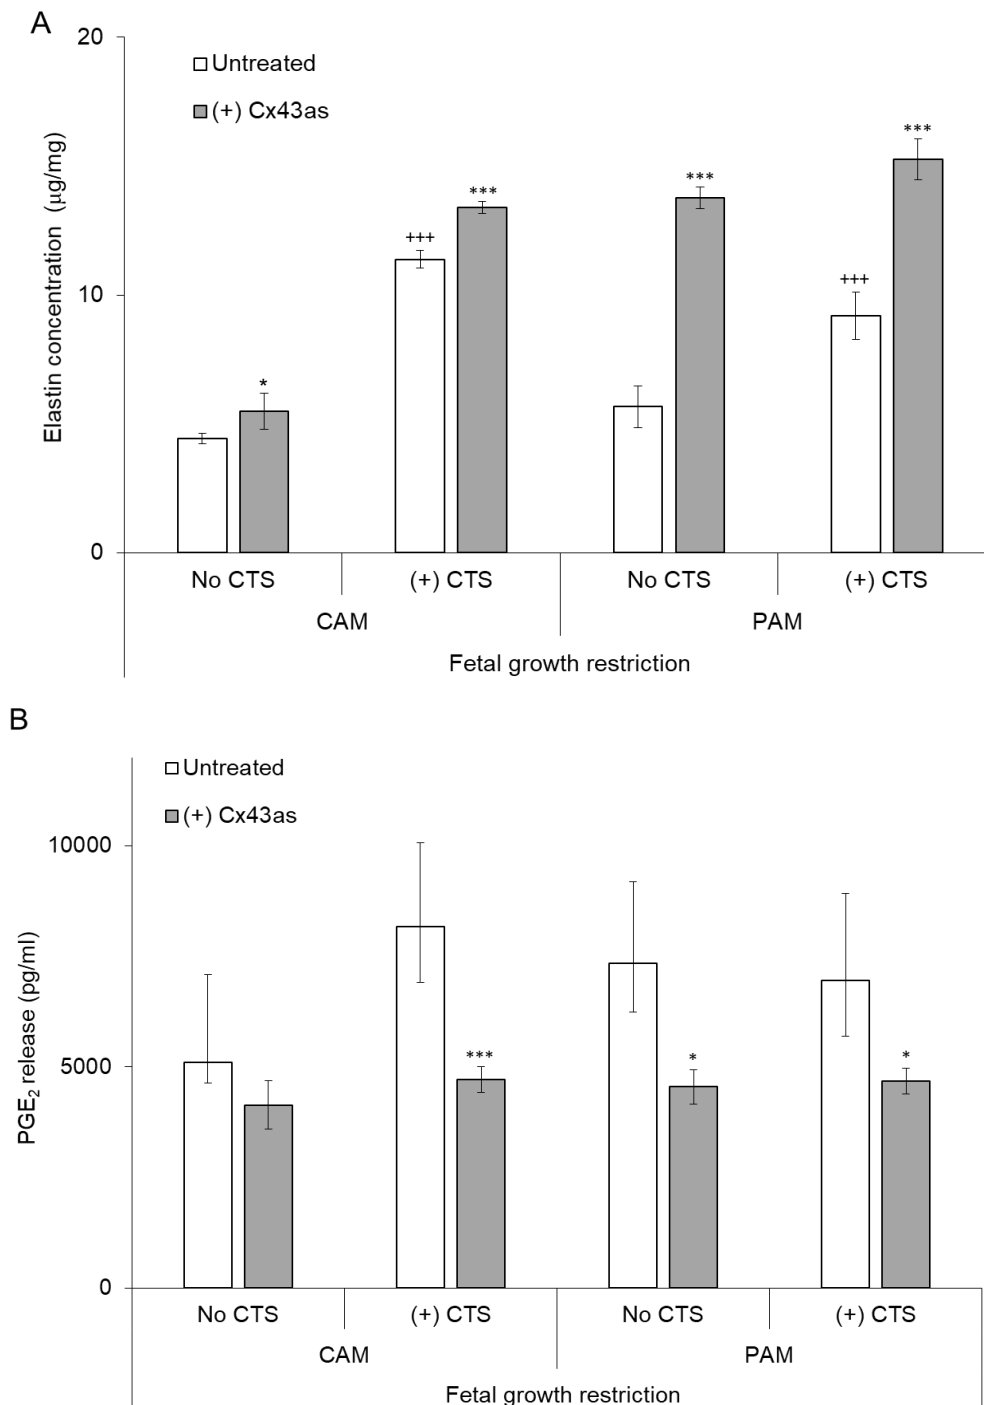 A
20
Untreated
(+) Cx43as
***
***
***
+++
+++
*
10
0
Elastin concentration (µg/mg)
No CTS (+) CTS No CTS (+) CTS
CAM PAM
Fetal growth restriction
B
Untreated
(+) Cx43as
10000
*** * *
5000
0
PGE₂ release (pg/ml)
No CTS (+) CTS No CTS (+) CTS
CAM PAM
Fetal growth restriction